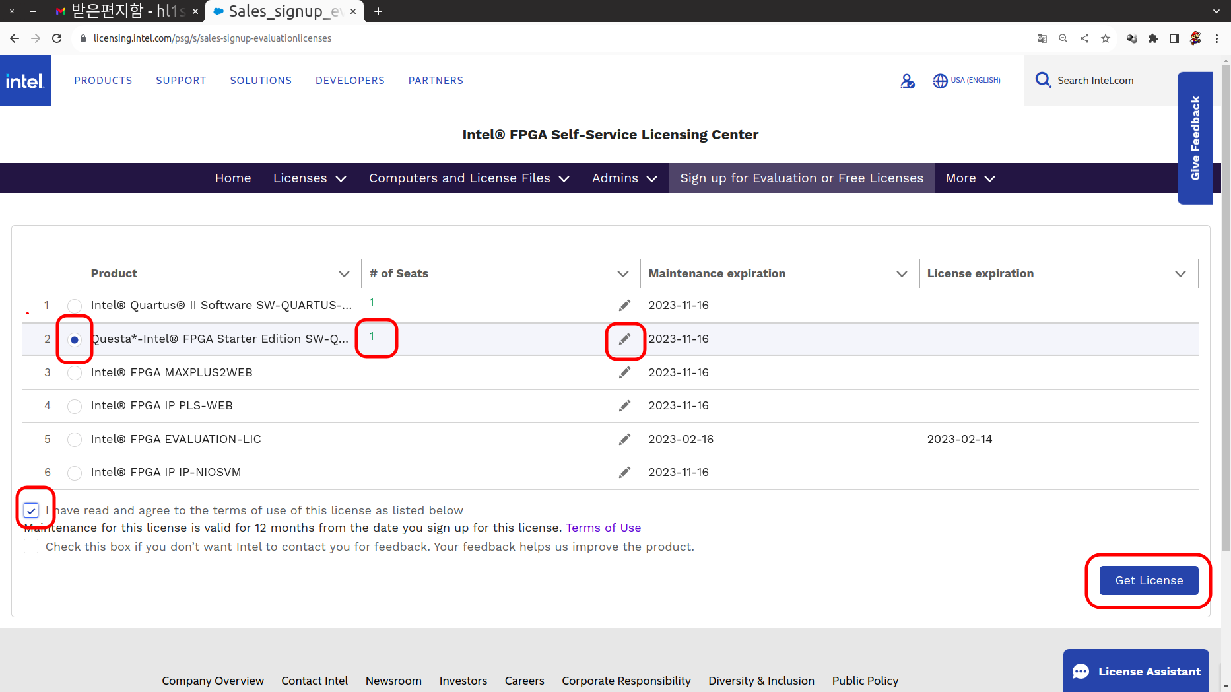 받은편지함 - hl1s
Sales_signup_ev
licensing.intel.com/psg/s/sales-signup-evaluationlicenses
intel.
PRODUCTS SUPPORT SOLUTIONS DEVELOPERS PARTNERS
USA (ENGLISH)
Search Intel.com
Give Feedback
Intel® FPGA Self-Service Licensing Center
Home Licenses Computers and License Files Admins Sign up for Evaluation or Free Licenses More
Product # of Seats Maintenance expiration License expiration
1 Intel® Quartus® II Software SW-QUARTUS-... 1 2023-11-16
2 Questa*-Intel® FPGA Starter Edition SW-Q... 1 2023-11-16
3 Intel® FPGA MAXPLUS2WEB 2023-11-16
4 Intel® FPGA IP PLS-WEB 2023-11-16
5 Intel® FPGA EVALUATION-LIC 2023-02-16 2023-02-14
6 Intel® FPGA IP IP-NIOSVM 2023-11-16
I have read and agree to the terms of use of this license as listed below
Maintenance for this license is valid for 12 months from the date you sign up for this license. Terms of Use
Check this box if you don't want Intel to contact you for feedback. Your feedback helps us improve the product.
Get License
License Assistant
Company Overview Contact Intel Newsroom Investors Careers Corporate Responsibility Diversity & Inclusion Public Policy